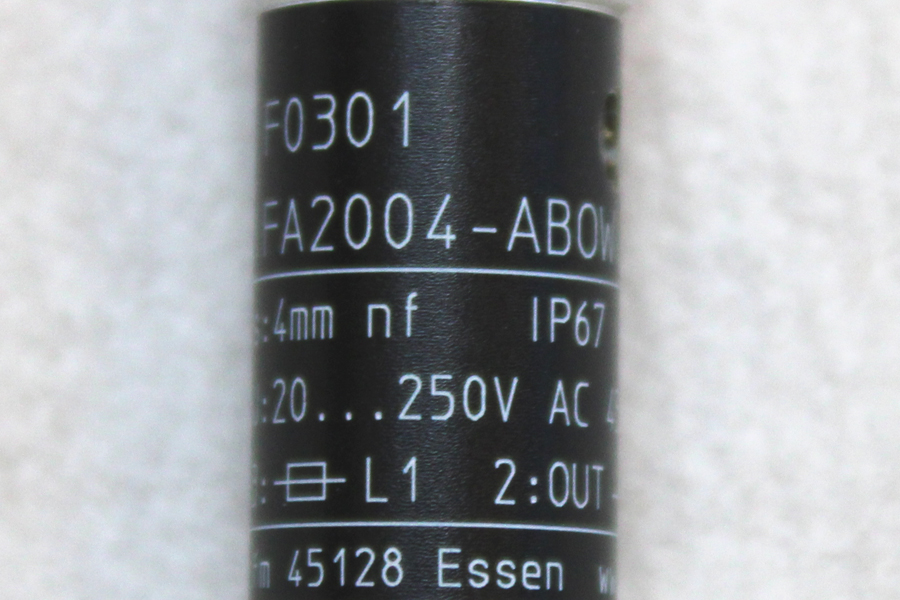 F0301
FA2004-ABOW
:4mm nf IP67
:20...250V AC
L1 2:OUT
45128 Essen